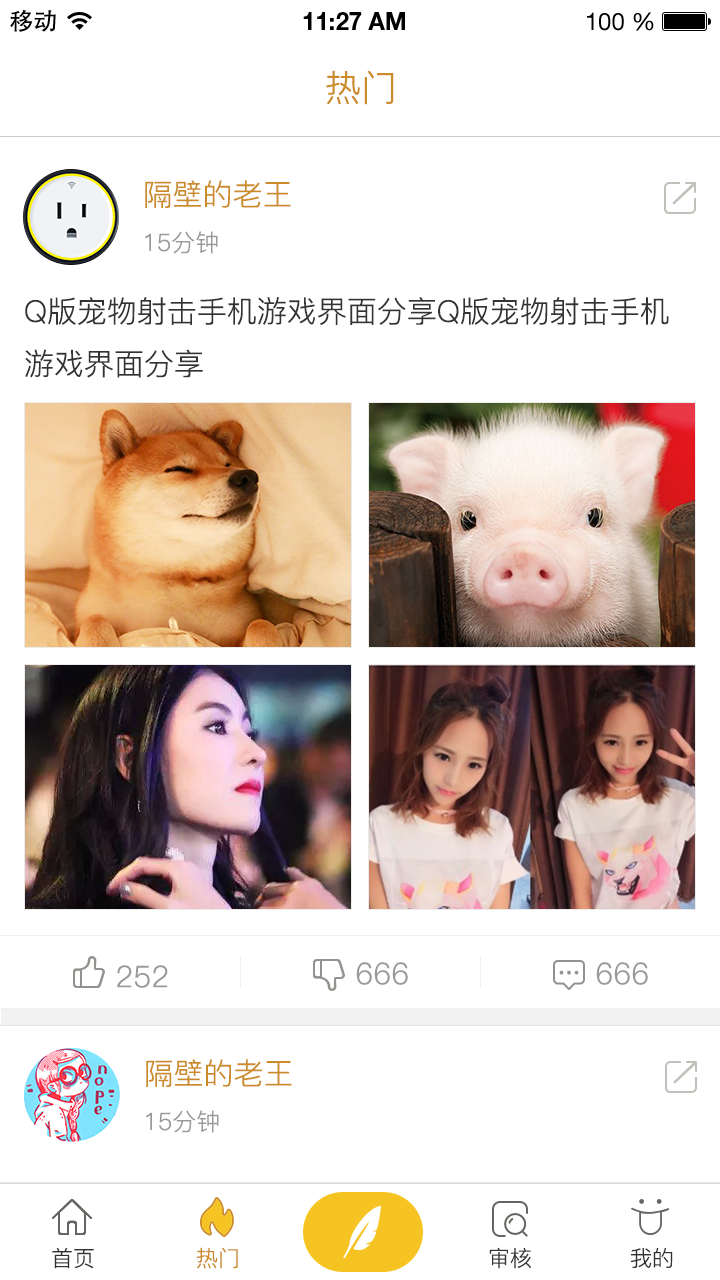 移动 11:27 AM 100 %
热门
隔壁的老王
15分钟
Q版宠物射击手机游戏界面分享Q版宠物射击手机
游戏界面分享
252 666 666
nope
隔壁的老王
15分钟
首页 热门 审核 我的